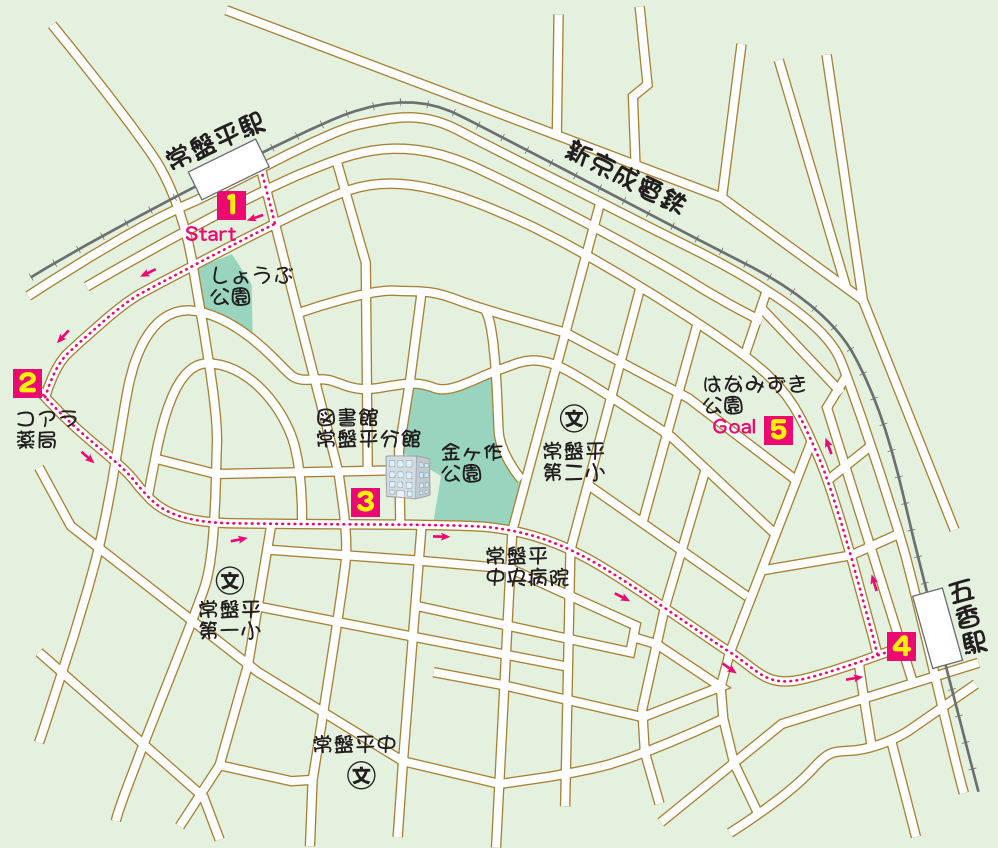 常盤平駅
新京成電鉄
1
Start
しょうぶ
公園
2
コアラ
薬局
図書館
常盤平分館
3
金ヶ作
公園
文
常盤平
第二小
はなみずき
公園
Goal 5
常盤平
中央病院
文
常盤平
第一小
五香駅
4
常盤平中
文